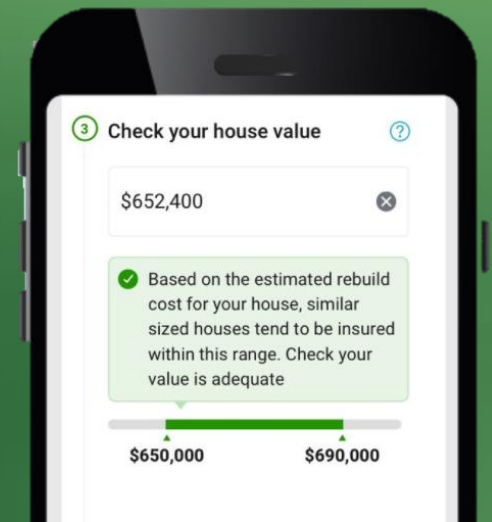 3 Check your house value ?
$652,400
Based on the estimated rebuild
cost for your house, similar
sized houses tend to be insured
within this range. Check your
value is adequate
$650,000 $690,000